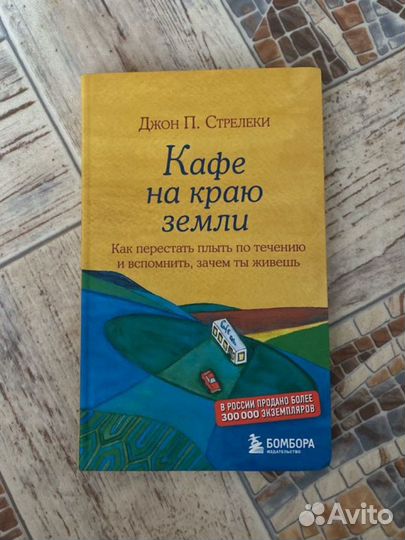 Джон П. Стрелеки
Кафе
на краю
земли
Как перестать плыть по течению
и вспомнить, зачем ты живешь
В РОССИИ ПРОДАНО БОЛЕЕ
300 000 ЭКЗЕМПЛЯРОВ
БОМБОРА
ИЗДАТЕЛЬСТВО
Avito